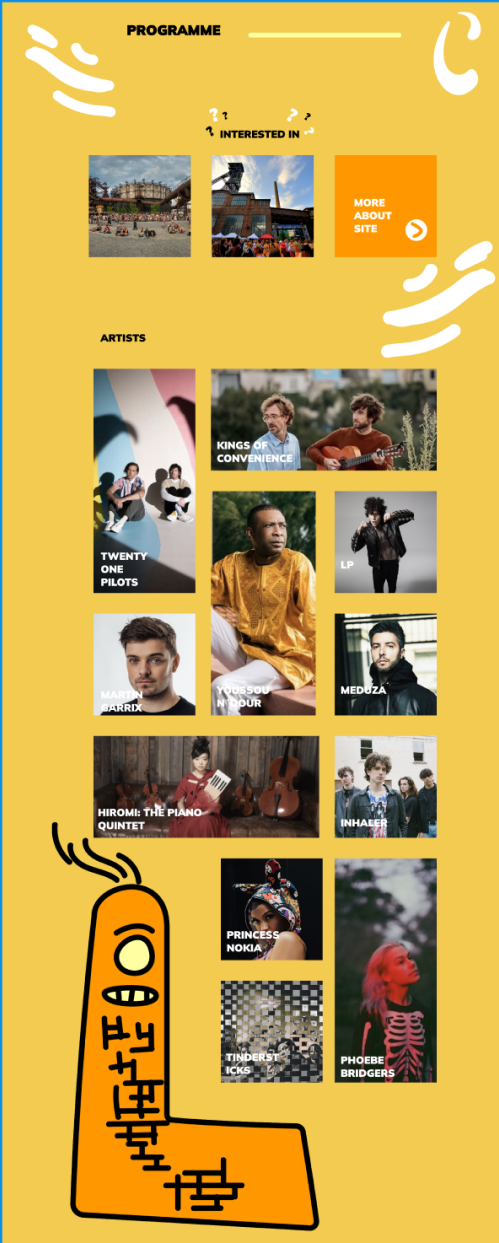 PROGRAMME
? ?
? ?
? INTERESTED IN ?
MORE
ABOUT
SITE
ARTISTS
TWENTY
ONE
PILOTS
KINGS OF
CONVENIENCE
LP
MARTIN
GARRIX
YOUSSOU
N'DOUR
MEDUZA
HIROMI: THE PIANO
QUINTET
INHALER
PRINCESS
NOKIA
TINDERST
ICKS
PHOEBE
BRIDGERS